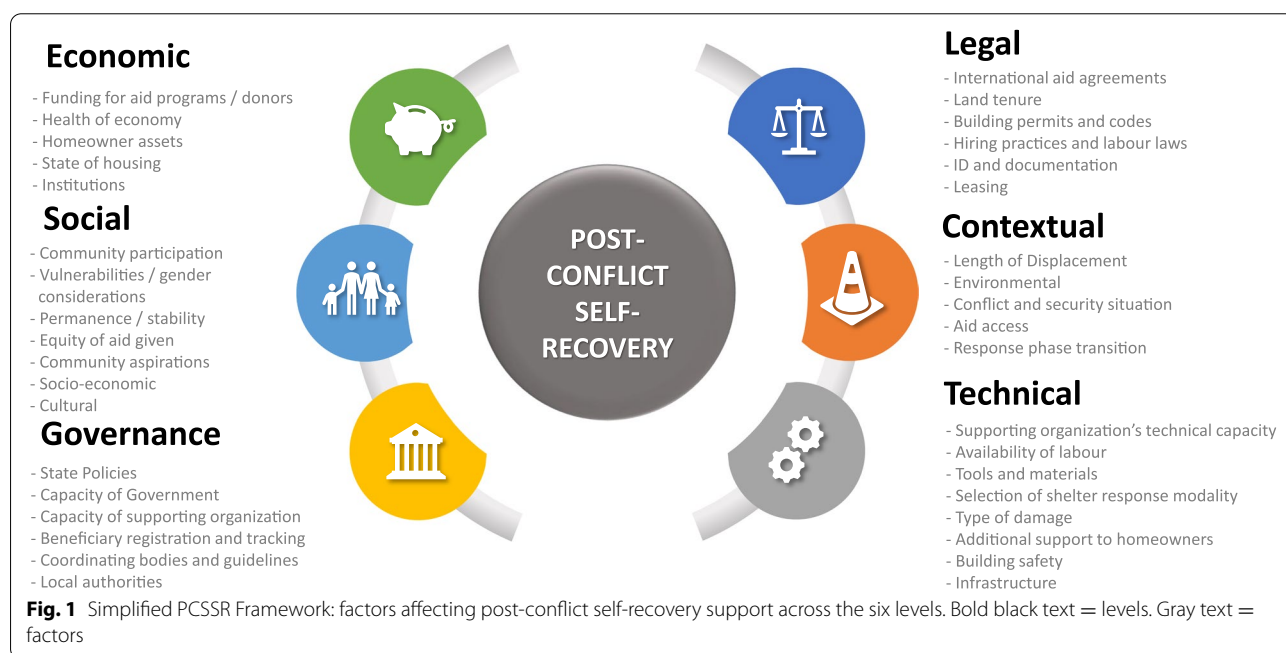 Economic
- Funding for aid programs / donors
- Health of economy
- Homeowner assets
- State of housing
- Institutions
Social
- Community participation
- Vulnerabilities / gender
considerations
- Permanence / stability
- Equity of aid given
- Community aspirations
- Socio-economic
- Cultural
Governance
- State Policies
- Capacity of Government
- Capacity of supporting organization
- Beneficiary registration and tracking
- Coordinating bodies and guidelines
- Local authorities
POST-
CONFLICT
SELF-
RECOVERY
Legal
- International aid agreements
- Land tenure
- Building permits and codes
- Hiring practices and labour laws
- ID and documentation
- Leasing
Contextual
- Length of Displacement
- Environmental
- Conflict and security situation
- Aid access
- Response phase transition
Technical
- Supporting organization's technical capacity
- Availability of labour
- Tools and materials
- Selection of shelter response modality
- Type of damage
- Additional support to homeowners
- Building safety
- Infrastructure
Fig. 1 Simplified PCSSR Framework: factors affecting post-conflict self-recovery support across the six levels. Bold black text = levels. Gray text =
factors